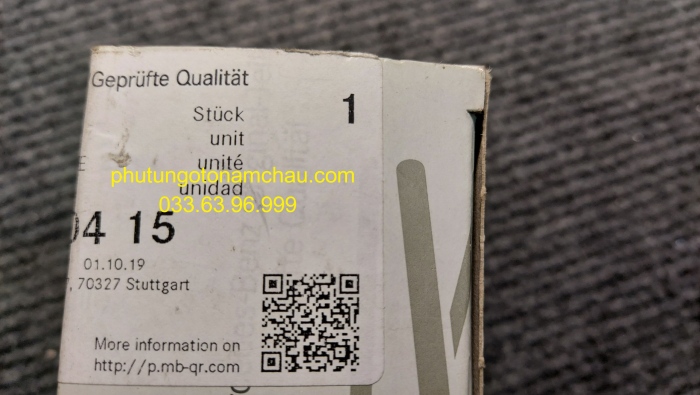 Geprüfte Qualität
Stück 1
unit
unité
unidad
phutungotonamchau.com
033.63.96.999
04 15
01.10.19
, 70327 Stuttgart
More information on
http://p.mb-qr.com